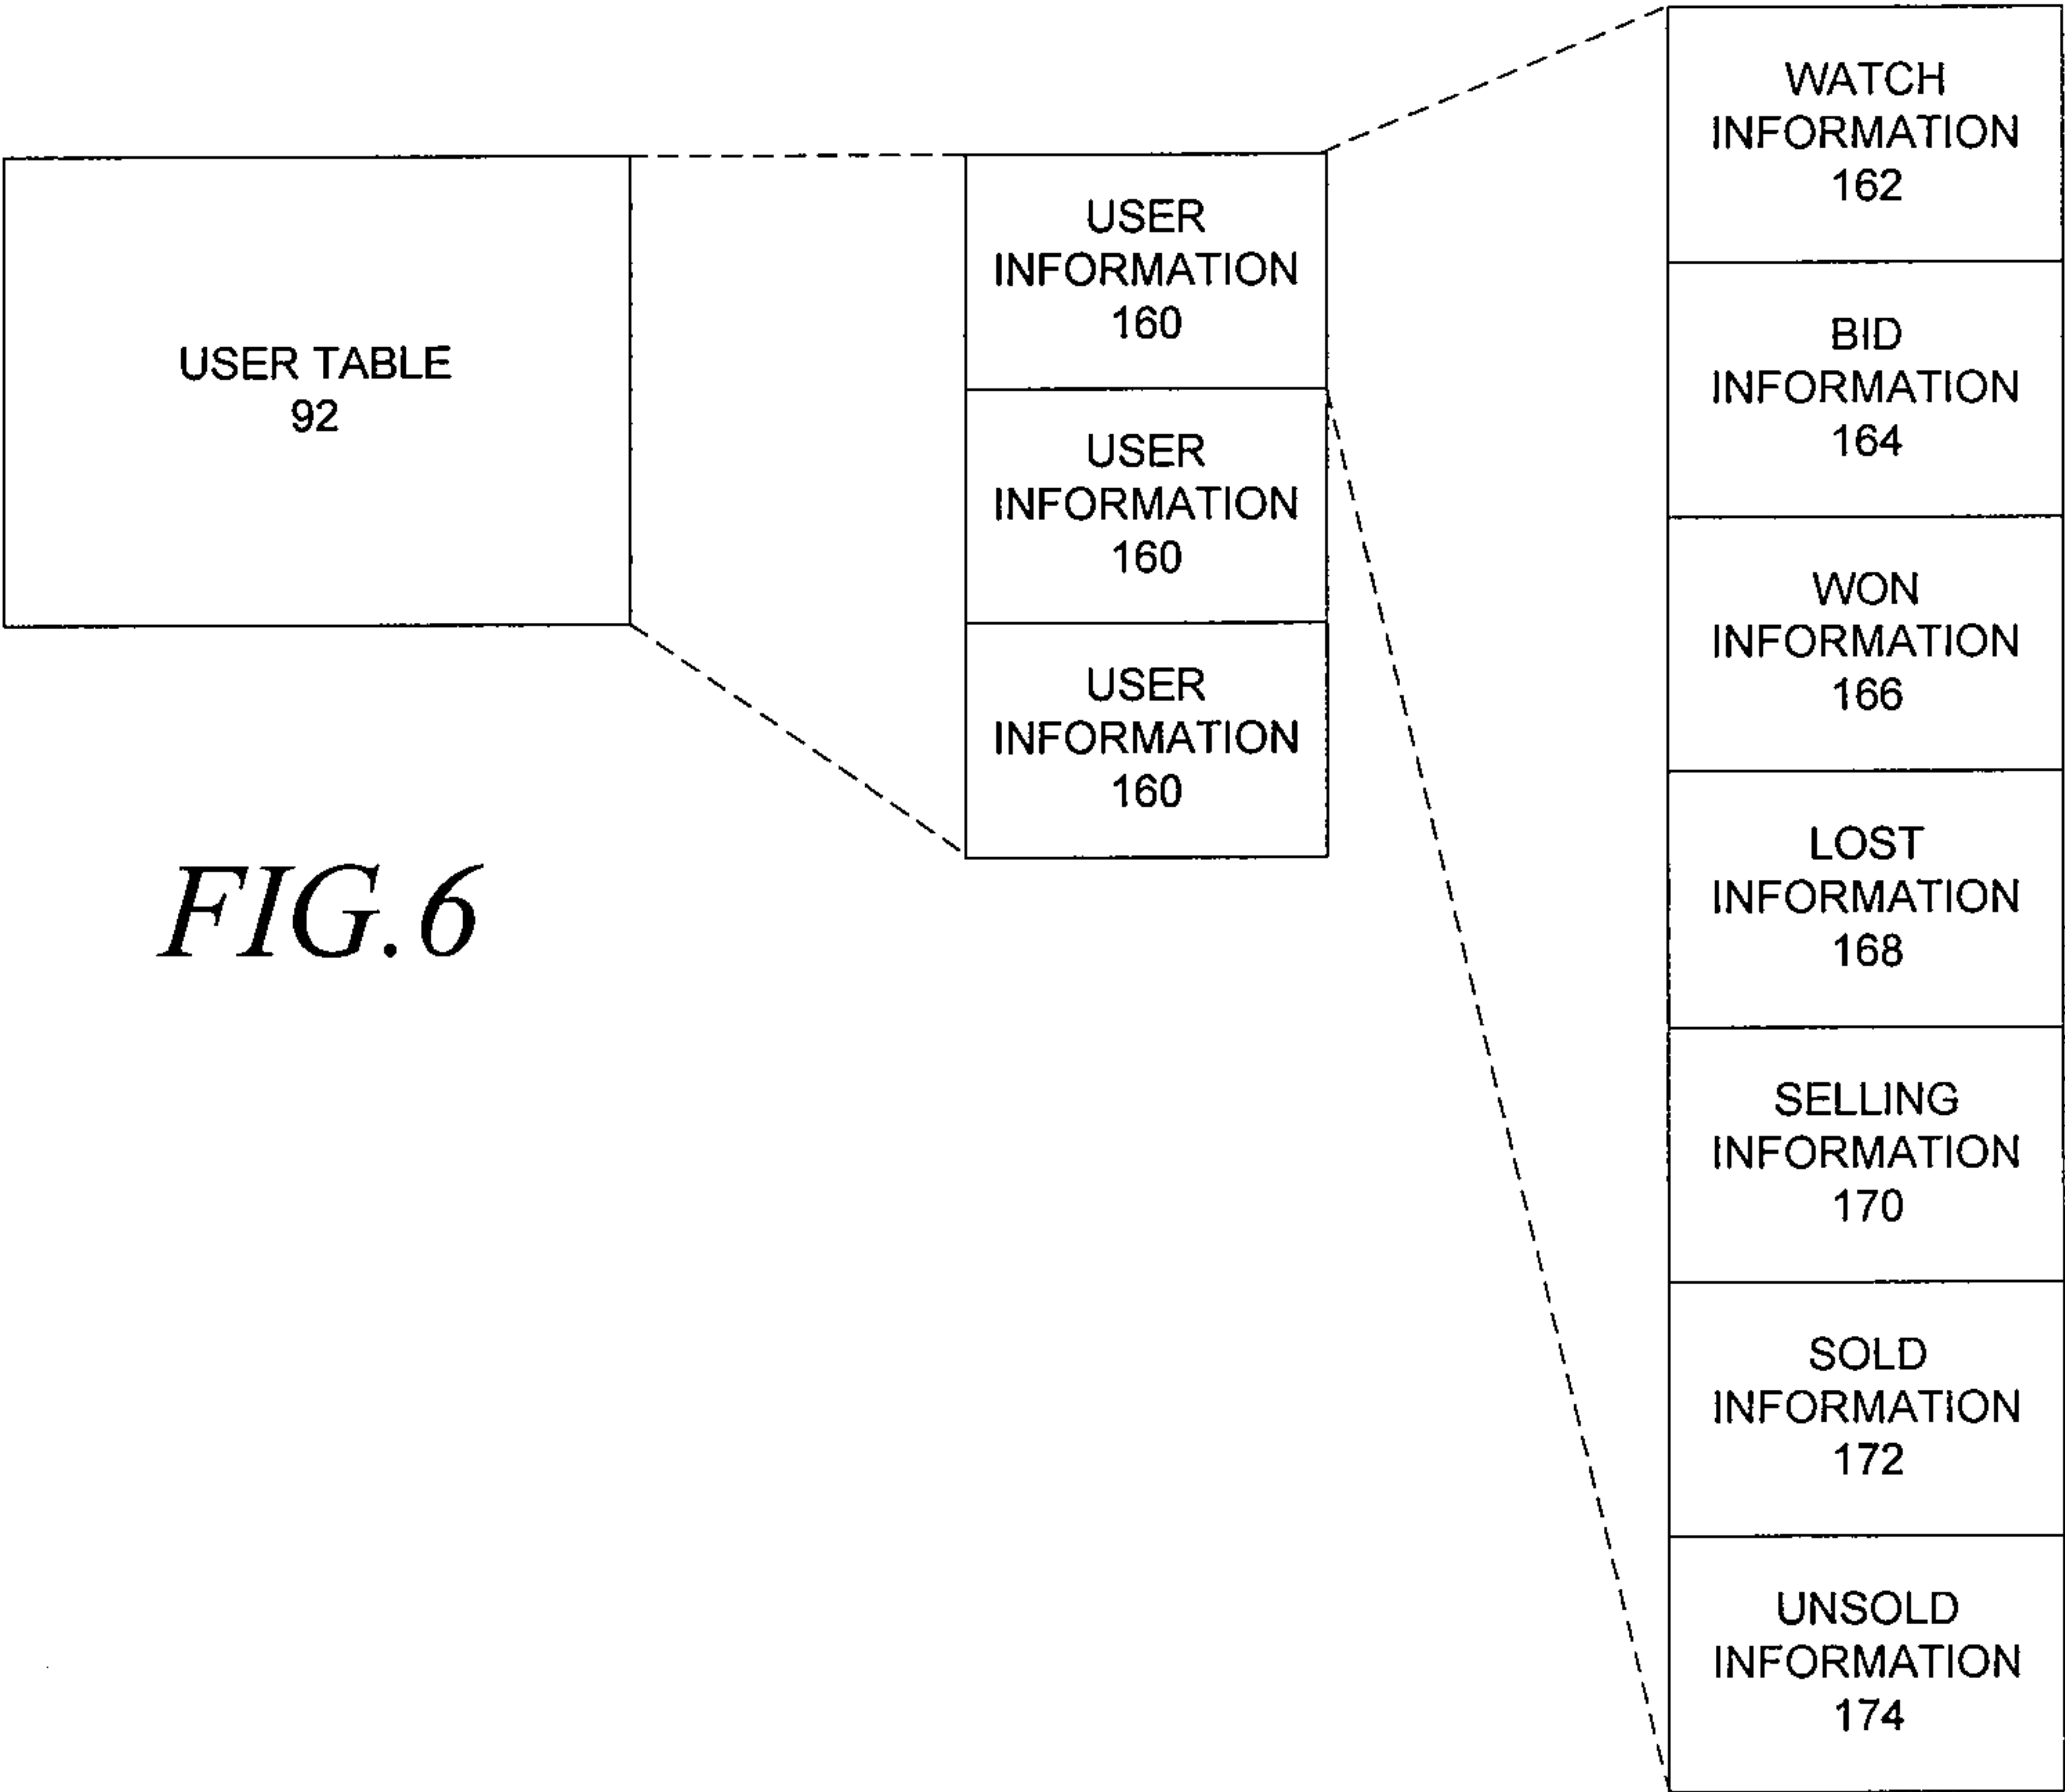 USER TABLE
92
USER
INFORMATION
160
USER
INFORMATION
160
USER
INFORMATION
160
WATCH
INFORMATION
162
BID
INFORMATION
164
WON
INFORMATION
166
LOST
INFORMATION
168
SELLING
INFORMATION
170
SOLD
INFORMATION
172
UNSOLD
INFORMATION
174
FIG.6